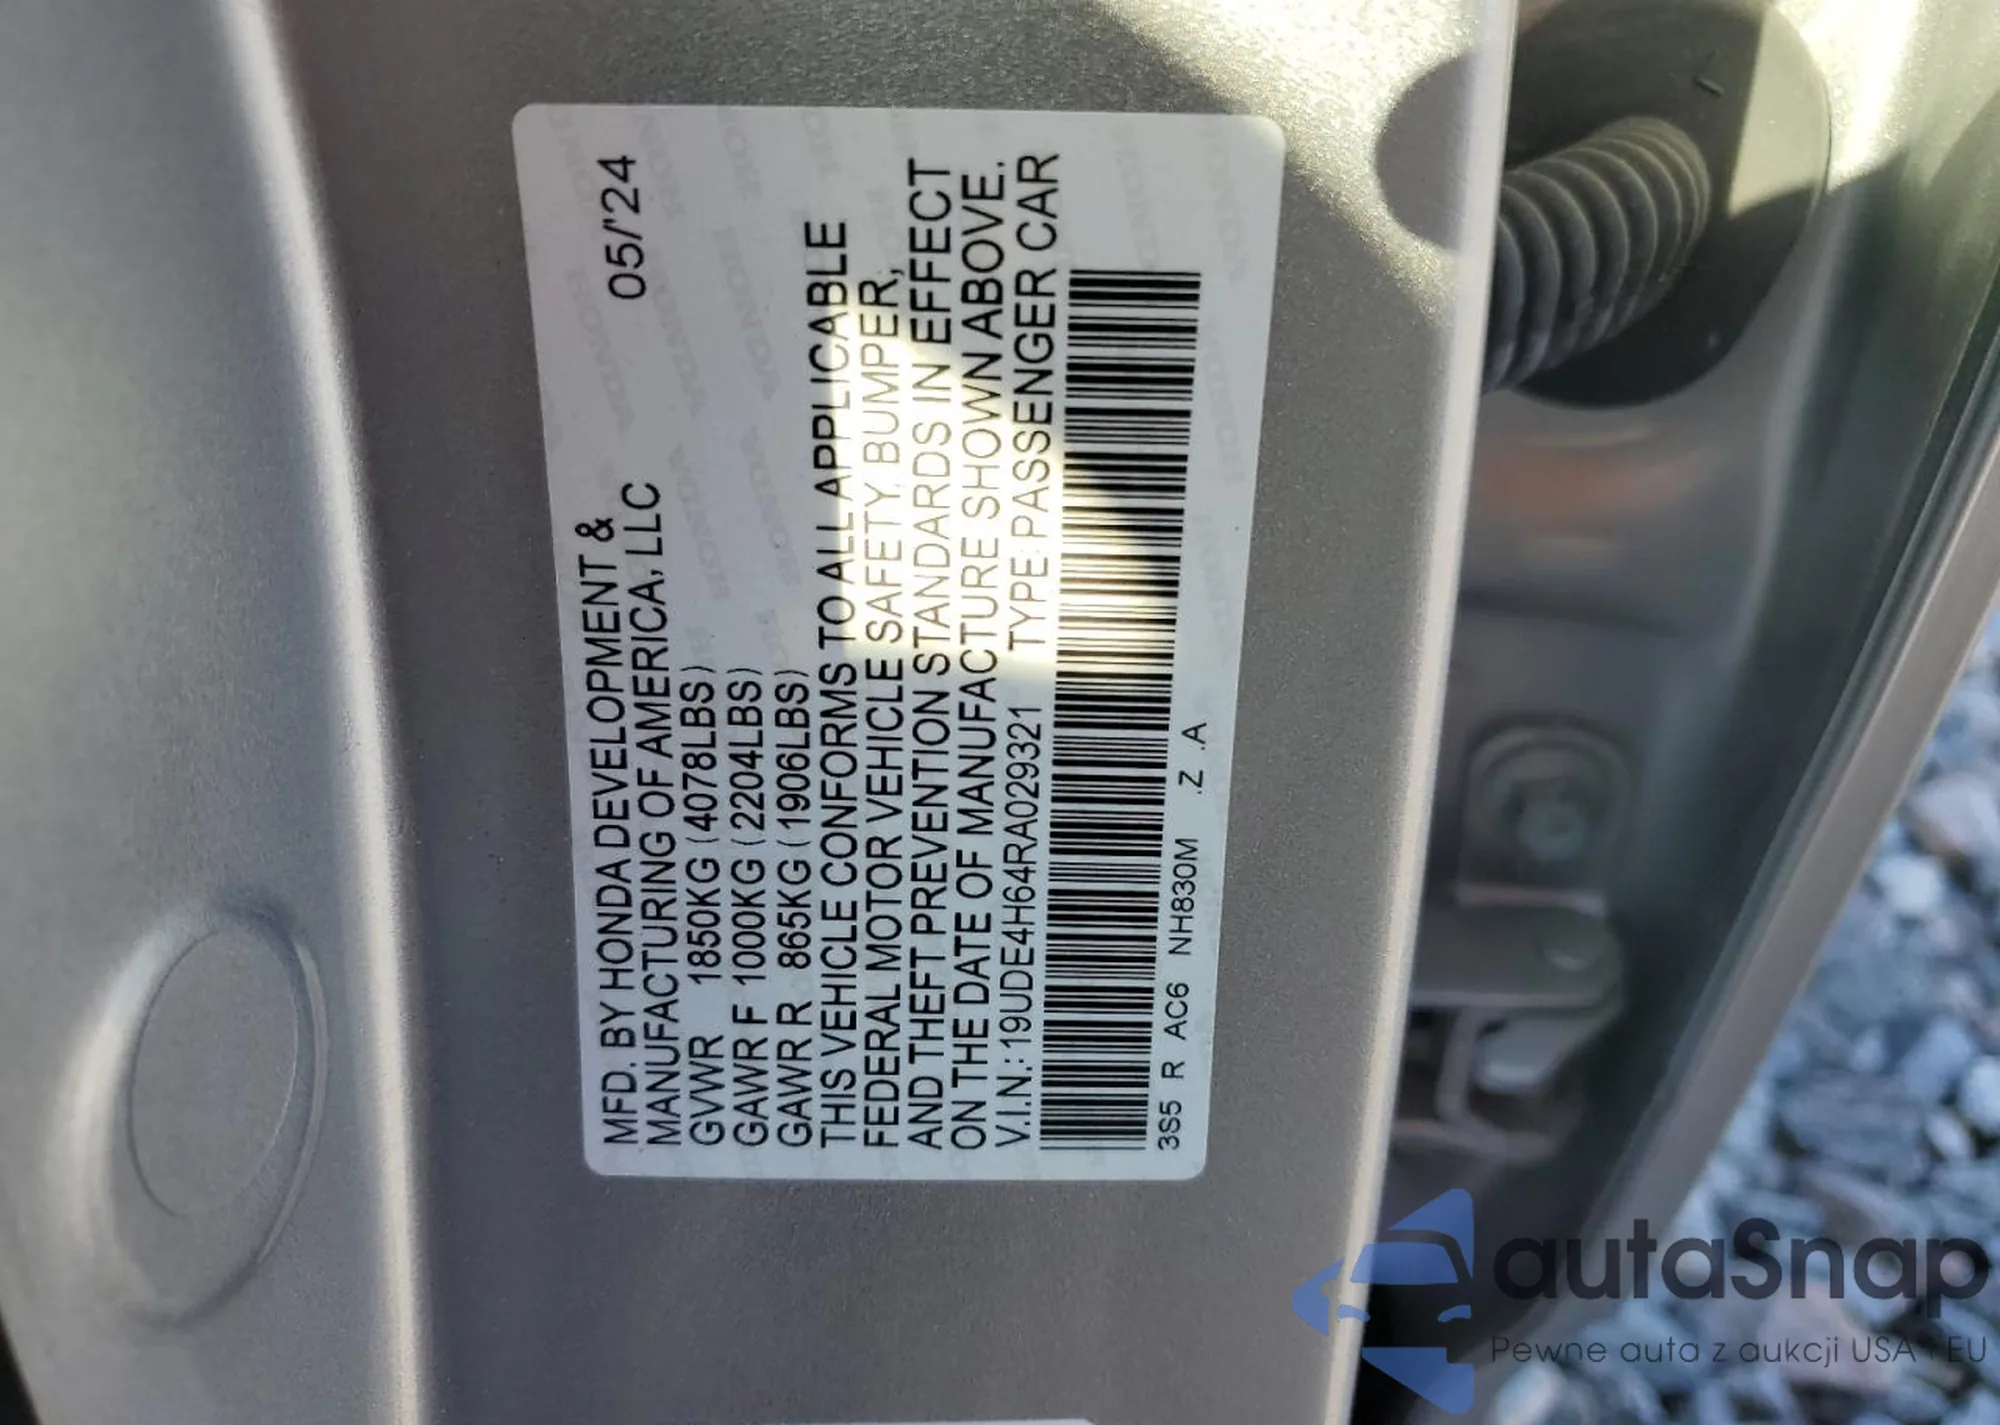 MFD. BY HONDA DEVELOPMENT &
MANUFACTURING OF AMERICA, LLC 05/'24
GVWR 1850KG (4078LBS)
GAWR F 1000KG (2204LBS)
GAWR R 865KG (1906LBS)
THIS VEHICLE CONFORMS TO ALL APPLICABLE
FEDERAL MOTOR VEHICLE SAFETY, BUMPER,
AND THEFT PREVENTION STANDARDS IN EFFECT
ON THE DATE OF MANUFACTURE SHOWN ABOVE.
V.I.N.: 19UDE4H64RA029321 TYPE:PASSENGER CAR
3S5 R AC6 NH830M .Z .A
autaSnap
Pewne auta z aukcji USA i EU